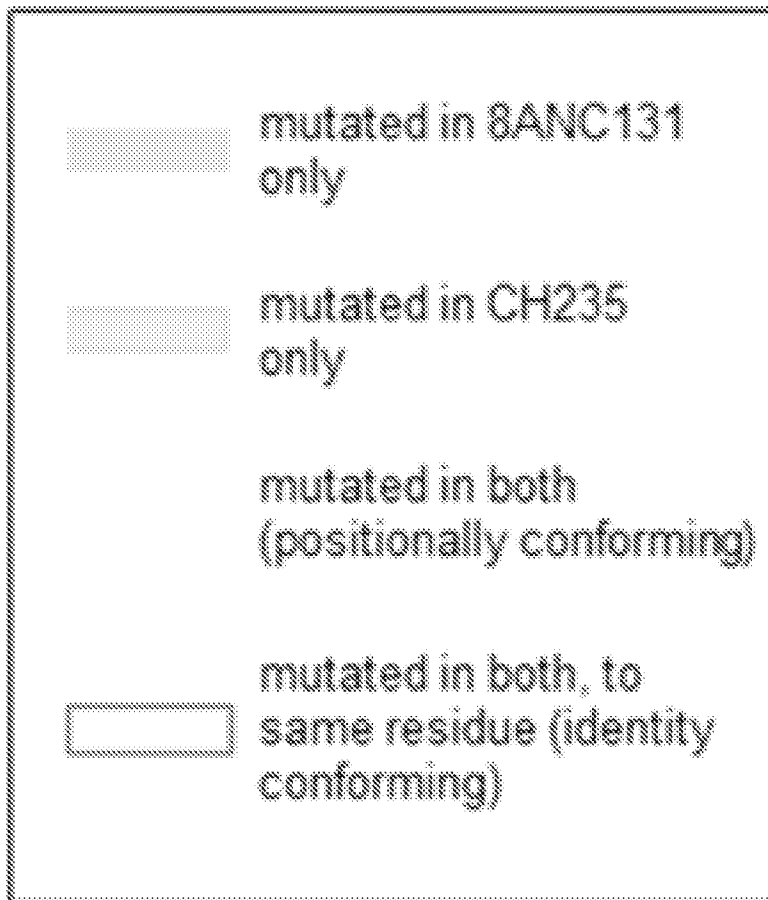 mutated in 8ANC131
only
mutated in CH235
only
mutated in both
(positionally conforming)
mutated in both, to
same residue (identity
conforming)